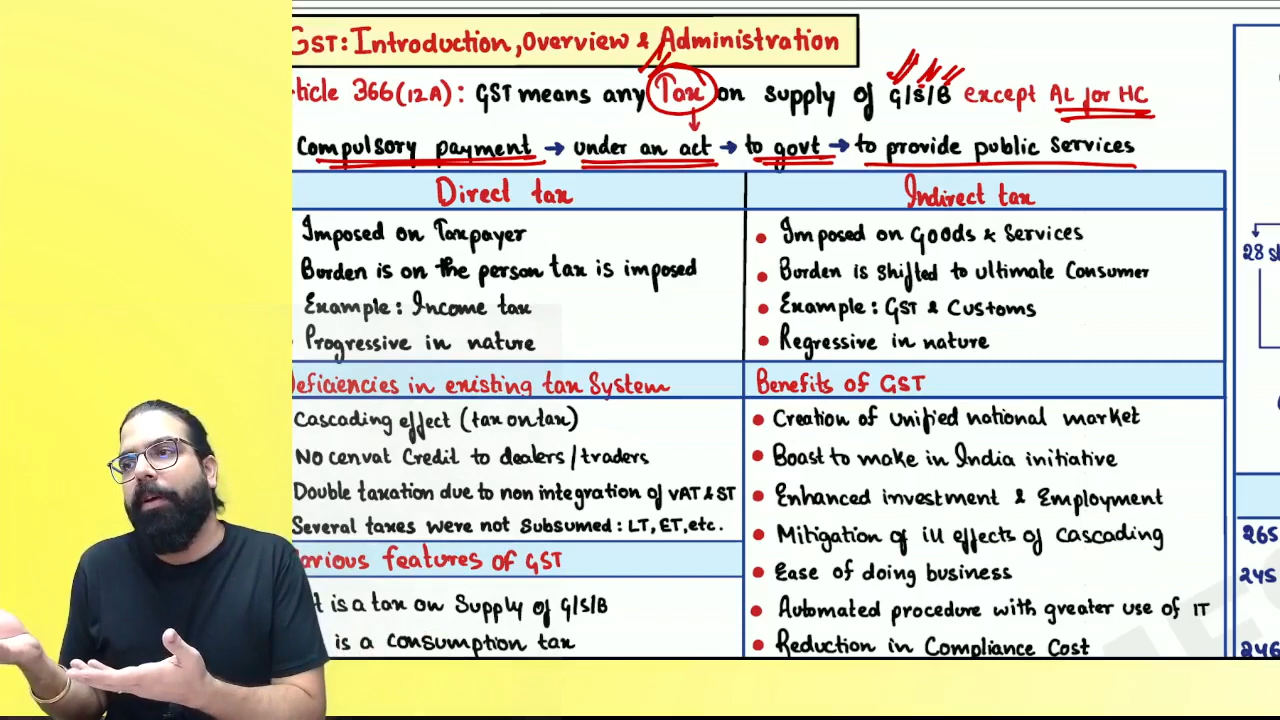 GST: Introduction, Overview & Administration
ticle 366(12A): GST means any Tax on supply of G/S/B except AL for HC
Compulsory payment → under an act → to govt → to provide public services
Direct tax
Imposed on Taxpayer
Burden is on the person tax is imposed
Example: Income tax
Progressive in nature
Indirect tax
• Imposed on Goods & Services
• Burden is shifted to ultimate Consumer
• Example: GST & Customs
• Regressive in nature
eficiencies in existing tax System
Cascading effect (tax on tax)
No cenvat Credit to dealers/traders
Double taxation due to non integration of VAT & ST
Several taxes were not Subsumed: LT, ET, etc.
arious features of GST
t is a tax on Supply of G/S/B
is a consumption tax
Benefits of GST
• Creation of unified national market
• Boast to make in India initiative
• Enhanced investment & Employment
• Mitigation of ill effects of cascading
• Ease of doing business
• Automated procedure with greater use of IT
• Reduction in Compliance Cost
28 st
265
245
246